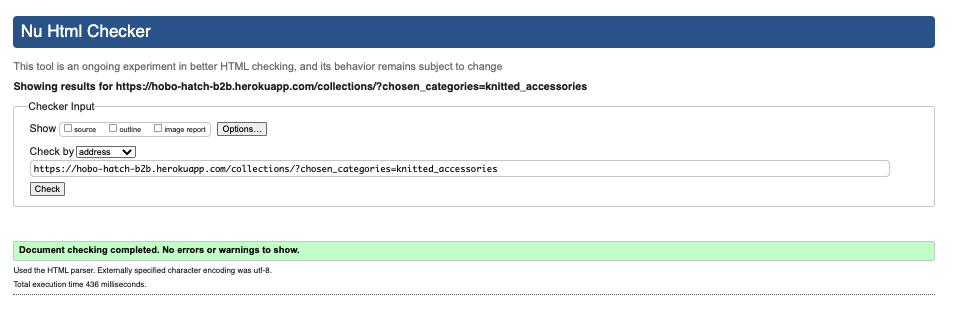 Nu Html Checker
This tool is an ongoing experiment in better HTML checking, and its behavior remains subject to change
Showing results for https://hobo-hatch-b2b.herokuapp.com/collections/?chosen_categories=knitted_accessories
Checker Input
Show source outline image report Options...
Check by address
https://hobo-hatch-b2b.herokuapp.com/collections/?chosen_categories=knitted_accessories
Check
Document checking completed. No errors or warnings to show.
Used the HTML parser. Externally specified character encoding was utf-8.
Total execution time 436 milliseconds.